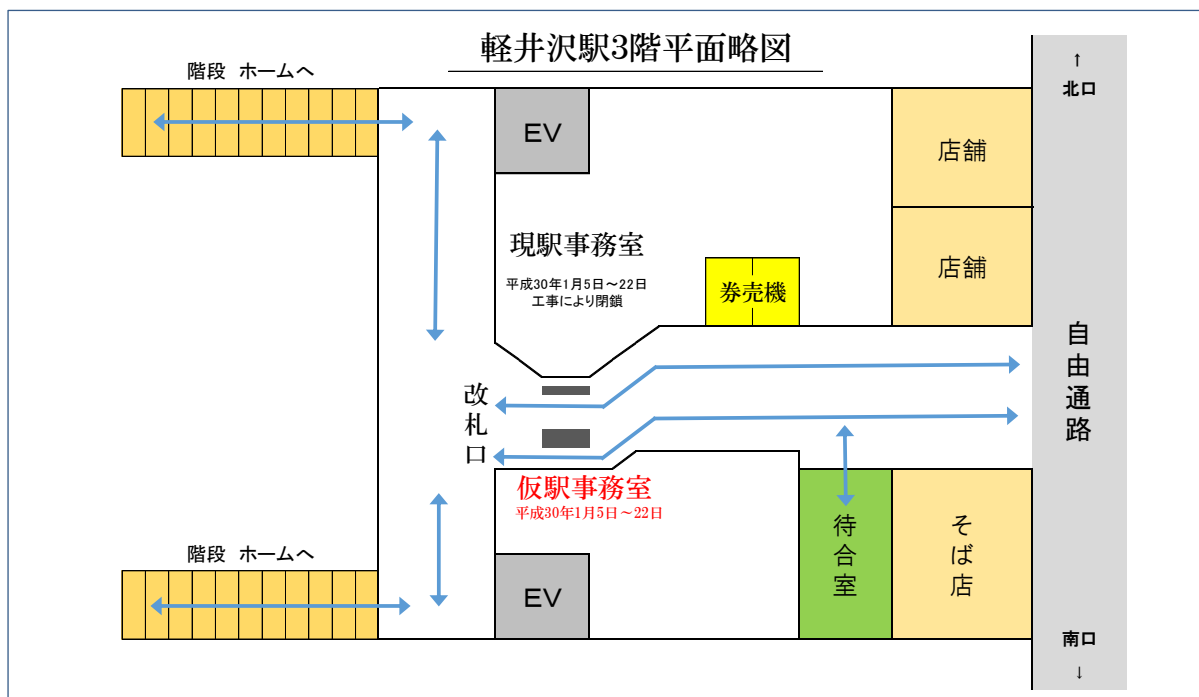 軽井沢駅3階平面略図
階段 ホームへ
↑
北口
EV
店舗
現駅事務室
平成30年1月5日～22日
工事により閉鎖
券売機
店舗
自由通路
改札口
仮駅事務室
平成30年1月5日～22日
待合室
そば店
階段 ホームへ
EV
南口
↓